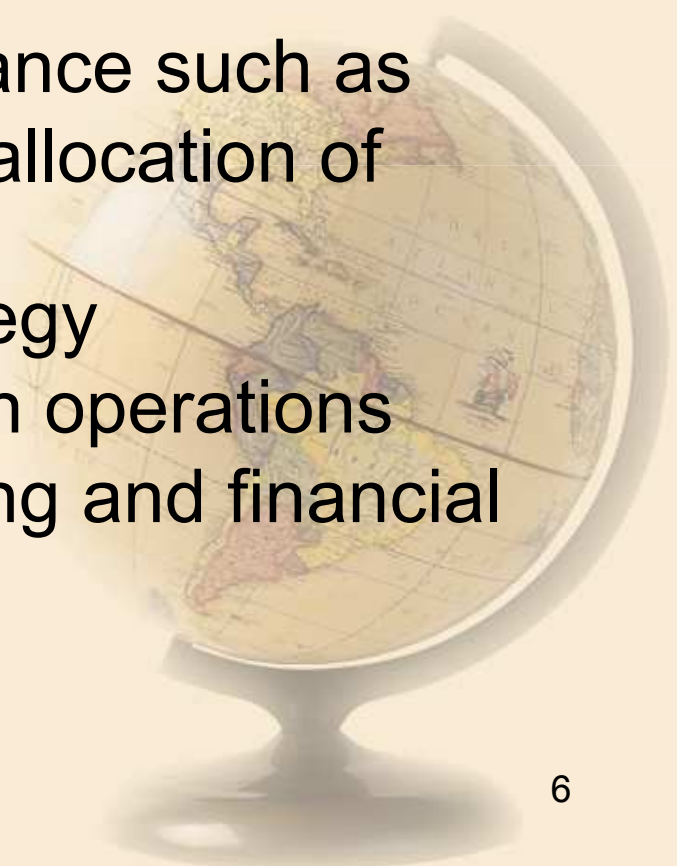 ance such as
allocation of
egy
n operations
ng and financial
6